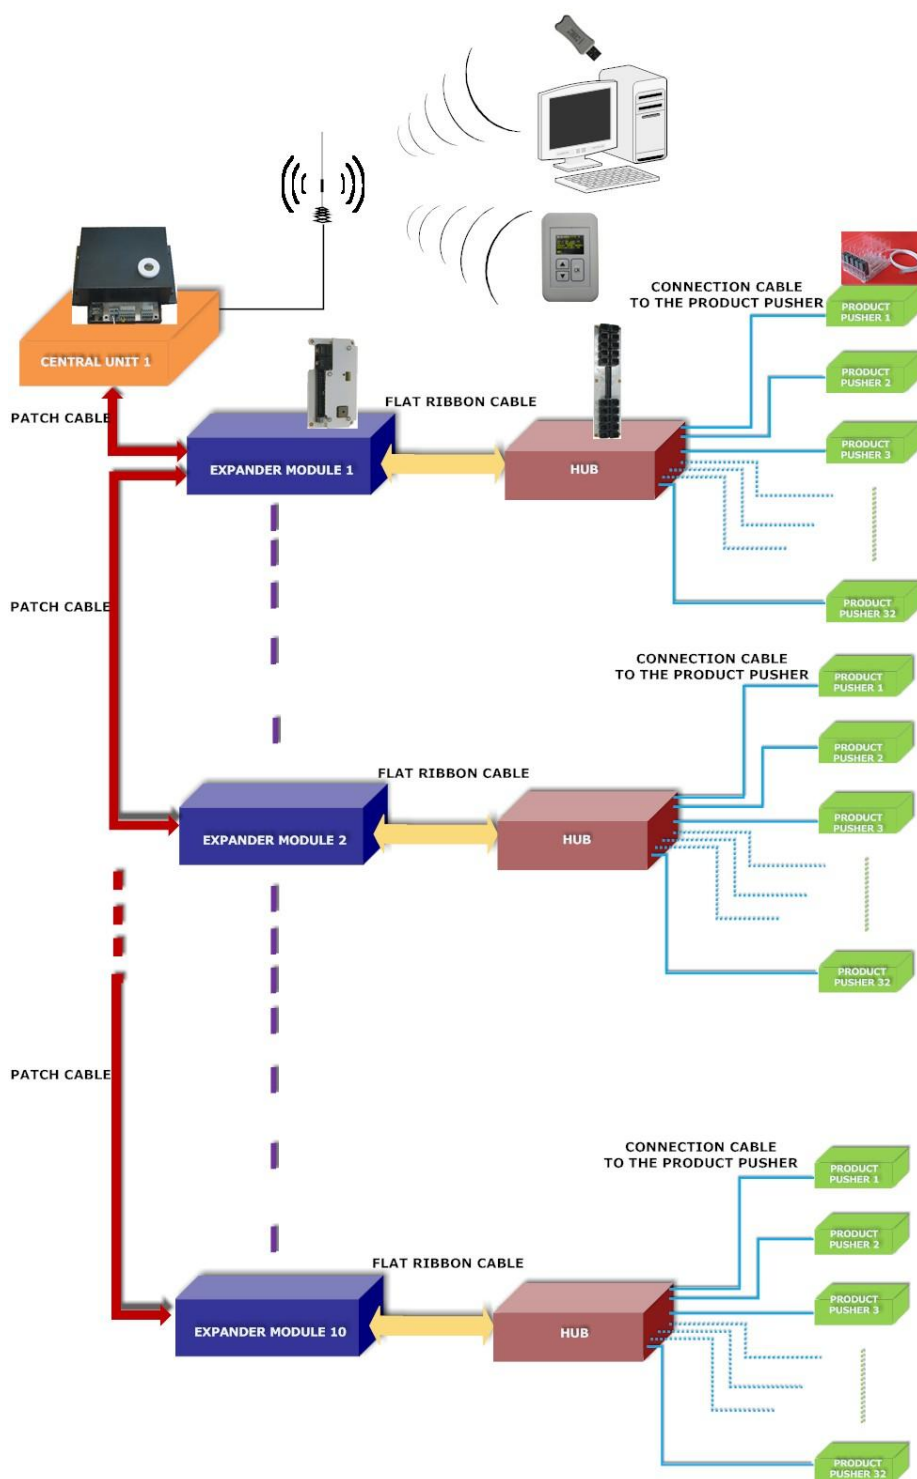 CONNECTION CABLE
TO THE PRODUCT PUSHER
PRODUCT
PUSHER 1
CENTRAL UNIT 1
PRODUCT
PUSHER 2
PATCH CABLE
FLAT RIBBON CABLE
PRODUCT
PUSHER 3
EXPANDER MODULE 1
HUB
PATCH CABLE
PRODUCT
PUSHER 32
CONNECTION CABLE
TO THE PRODUCT PUSHER
PRODUCT
PUSHER 1
PRODUCT
PUSHER 2
FLAT RIBBON CABLE
PRODUCT
PUSHER 3
EXPANDER MODULE 2
HUB
PRODUCT
PUSHER 32
PATCH CABLE
CONNECTION CABLE
TO THE PRODUCT PUSHER
PRODUCT
PUSHER 1
PRODUCT
PUSHER 2
FLAT RIBBON CABLE
PRODUCT
PUSHER 3
EXPANDER MODULE 10
HUB
PRODUCT
PUSHER 32